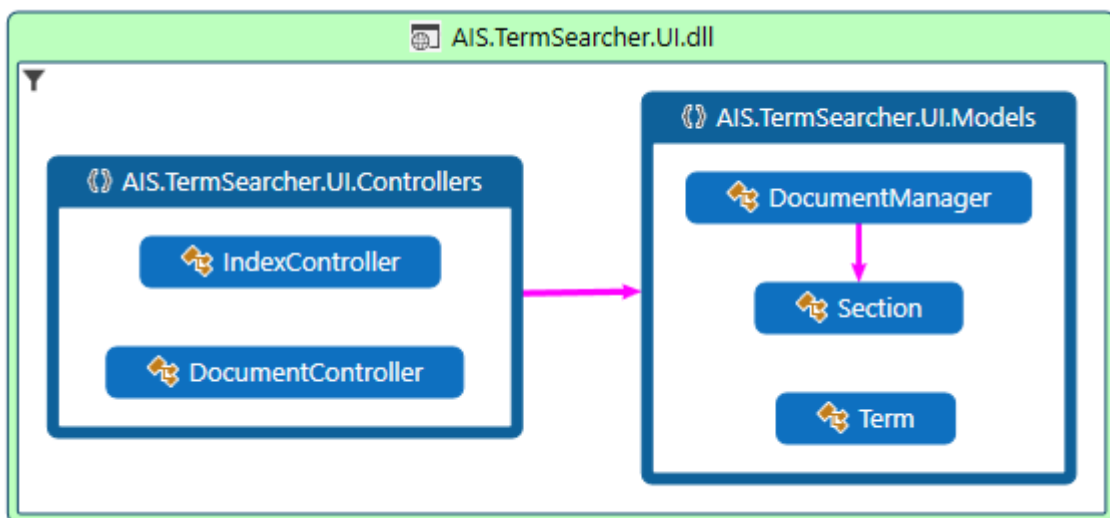 AIS.TermSearcher.UI.dll
AIS.TermSearcher.UI.Controllers
IndexController
DocumentController
AIS.TermSearcher.UI.Models
DocumentManager
Section
Term